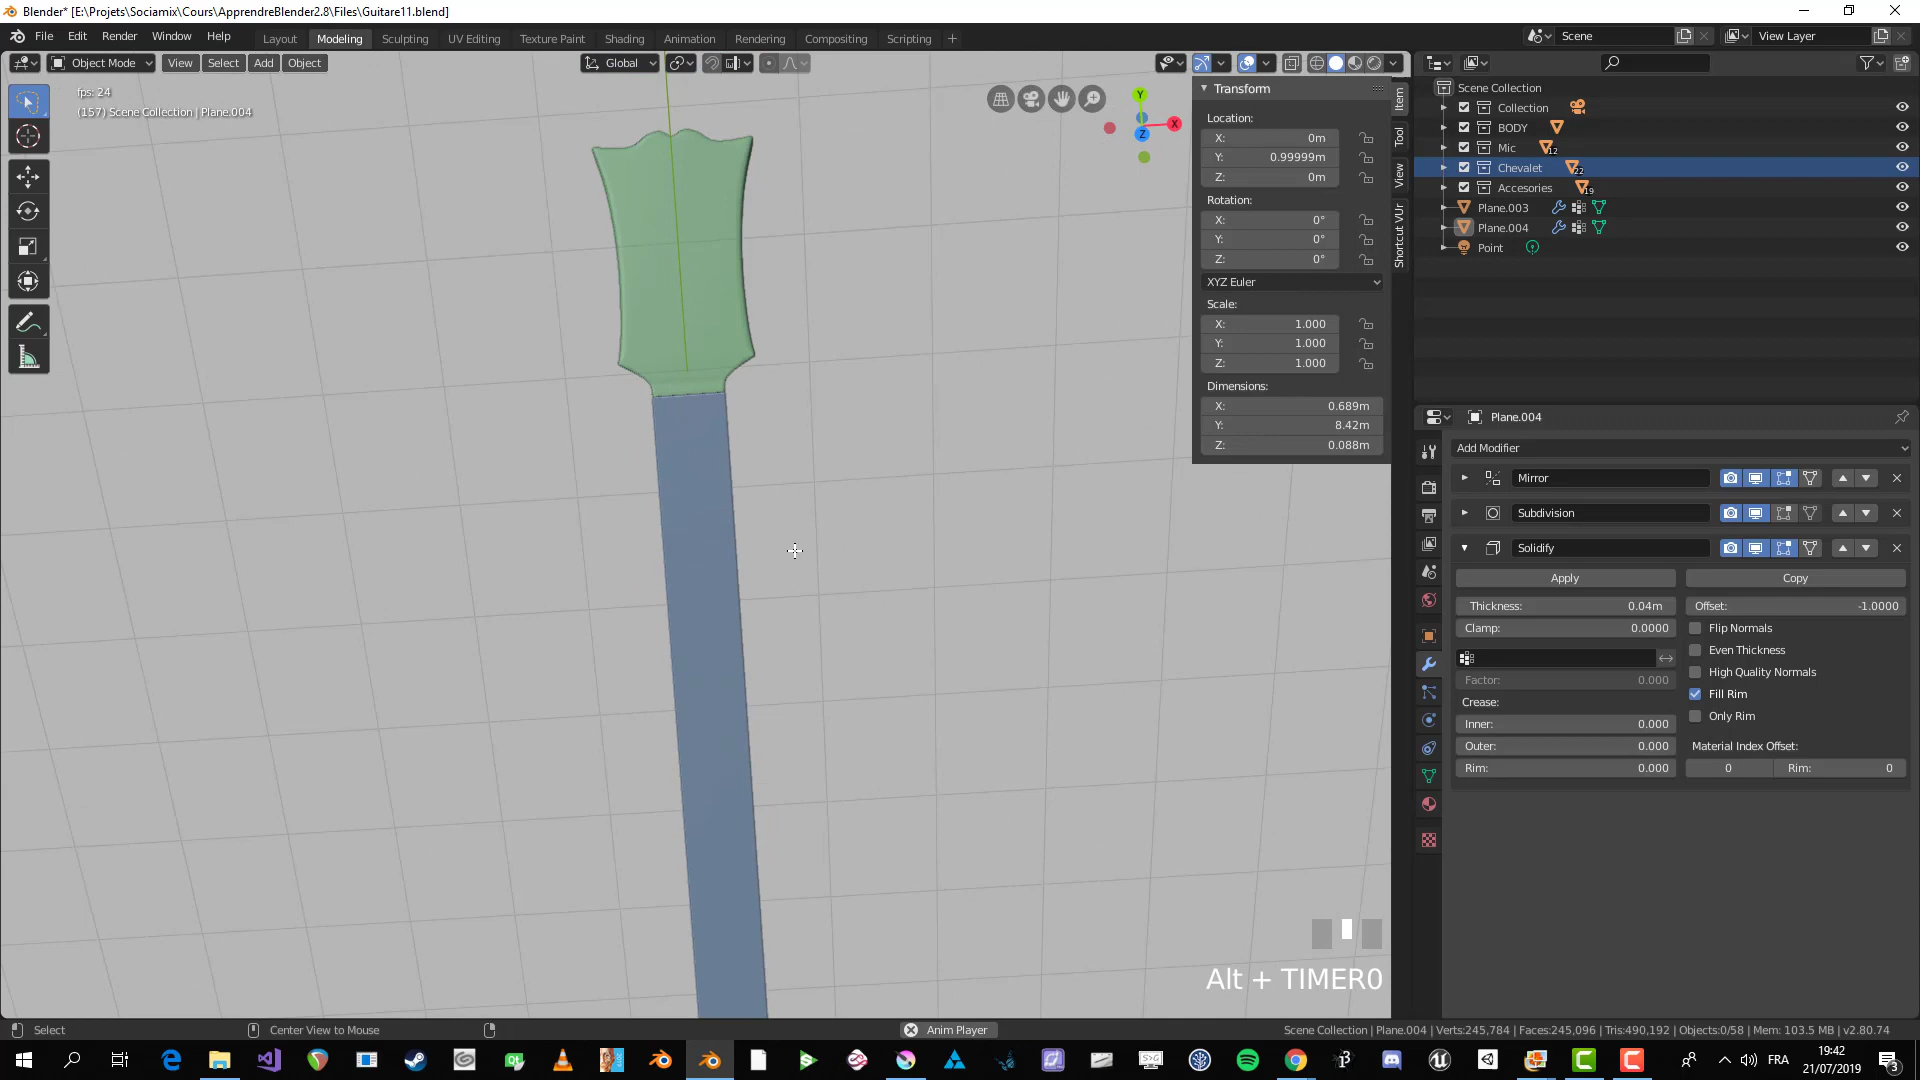 Blender* [E:\Projets\Sociamix\Cours\ApprendreBlender2.8\Files\Guitare11.blend]
File Edit Render Window Help Layout Modeling Sculpting UV Editing Texture Paint Shading Animation Rendering Compositing Scripting + Scene View Layer
Object Mode View Select Add Object Global
fps: 24
(157) Scene Collection | Plane.004
Y
X
Z
Transform
Location:
X: 0m
Y: 0.99999m
Z: 0m
Rotation:
X: 0°
Y: 0°
Z: 0°
XYZ Euler
Scale:
X: 1.000
Y: 1.000
Z: 1.000
Dimensions:
X: 0.689m
Y: 8.42m
Z: 0.088m
Item
Tool
View
Shortcut VUr
Scene Collection
Collection
BODY
Mic 12
Chevalet 22
Accesories 19
Plane.003
Plane.004
Point
Plane.004
Add Modifier
Mirror
Subdivision
Solidify
Apply Copy
Thickness: 0.04m Offset: -1.0000
Clamp: 0.0000 Flip Normals
Even Thickness
High Quality Normals
Factor: 0.000
Fill Rim
Crease:
Only Rim
Inner: 0.000
Outer: 0.000 Material Index Offset:
Rim: 0.000 0 Rim: 0
Alt + TIMER0
Select Center View to Mouse Anim Player Scene Collection | Plane.004 | Verts:245,784 | Faces:245,096 | Tris:490,192 | Objects:0/58 | Mem: 103.5 MB | v2.80.74
FRA
19:42
21/07/2019
3